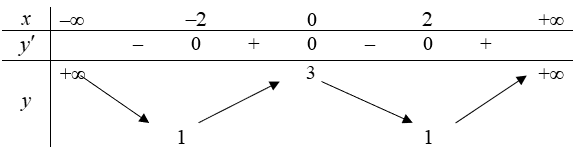 x –∞ –2 0 2 +∞
y′ – 0 + 0 – 0 +
+∞ 3 +∞
y
1 1